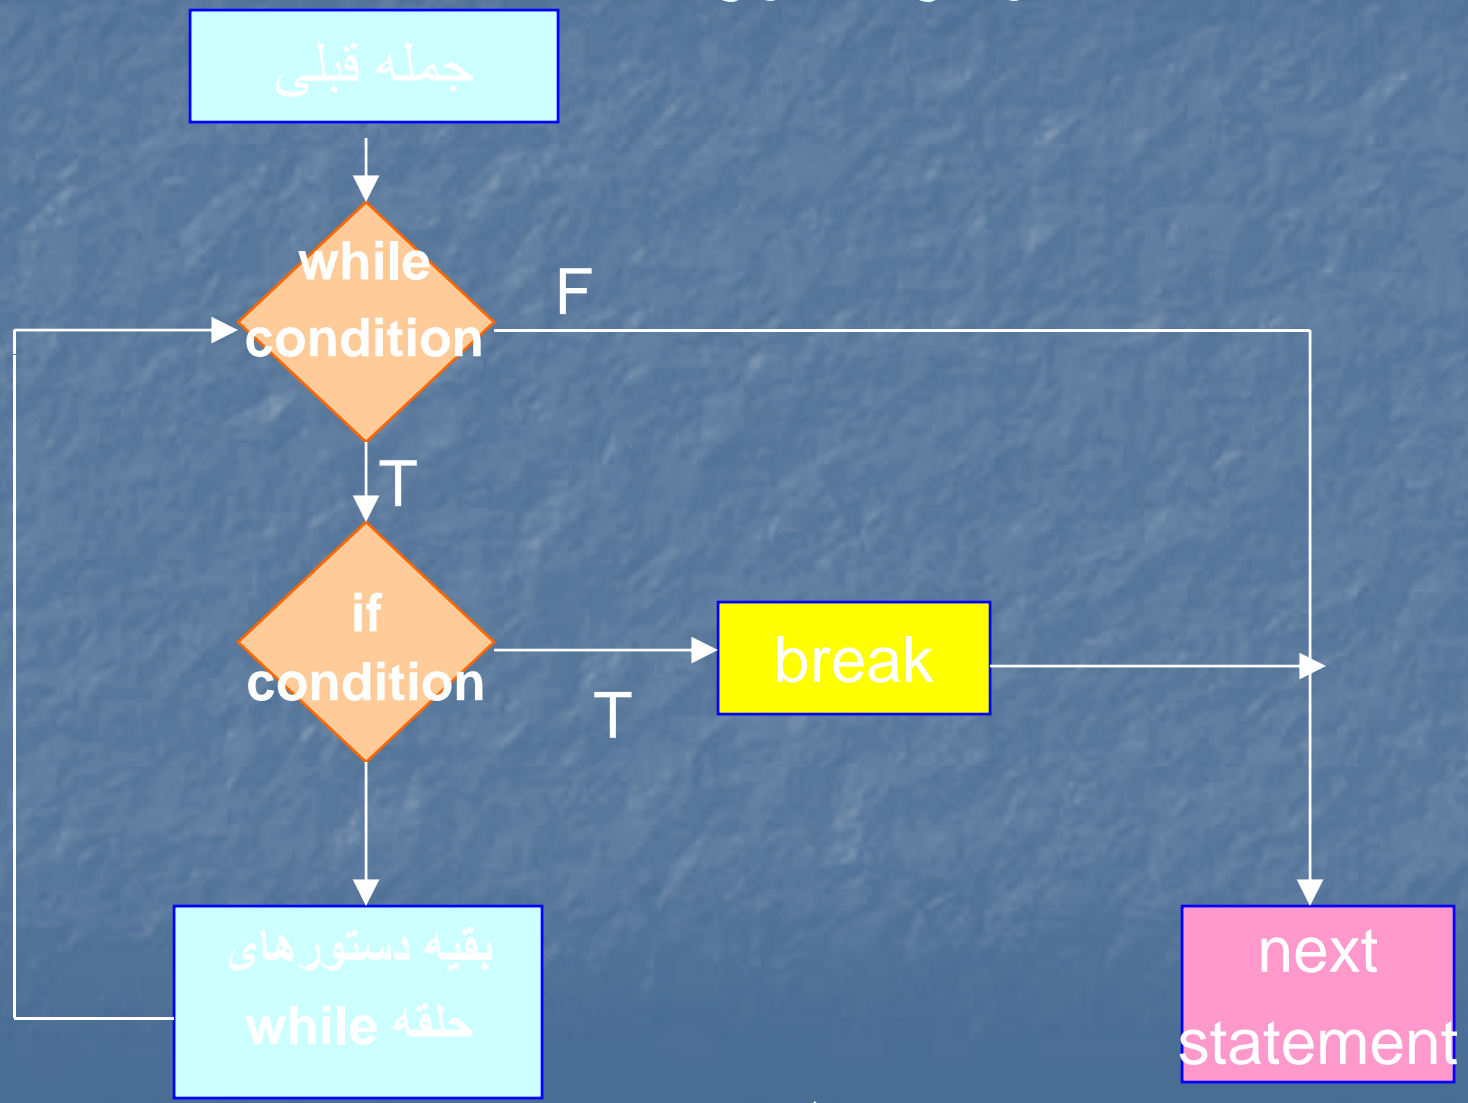 جمله قبلی
while
condition
F
T
if
condition
T
break
بقیه دستورهای
حلقه while
next
statement